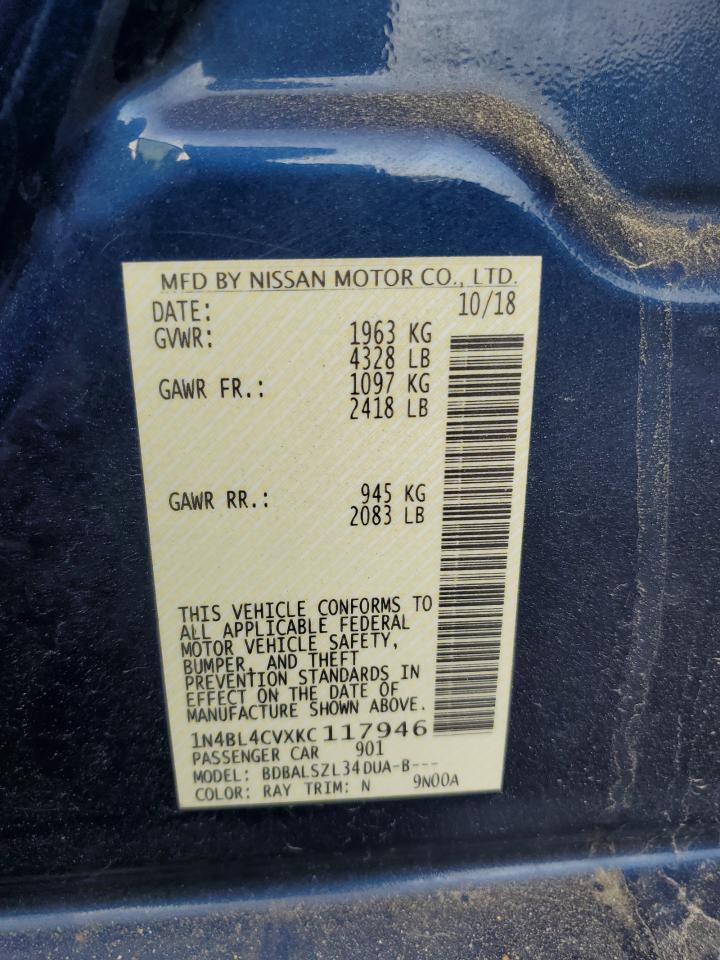 MFD BY NISSAN MOTOR CO., LTD.
DATE: 10/18
GVWR: 1963 KG
4328 LB
GAWR FR.: 1097 KG
2418 LB
GAWR RR.: 945 KG
2083 LB
THIS VEHICLE CONFORMS TO
ALL APPLICABLE FEDERAL
MOTOR VEHICLE SAFETY,
BUMPER, AND THEFT
PREVENTION STANDARDS IN
EFFECT ON THE DATE OF
MANUFACTURE SHOWN ABOVE.
1N4BL4CVXKC117946
PASSENGER CAR 901
MODEL: BDBALSZL34DUA-B---
COLOR: RAY TRIM: N 9N00A